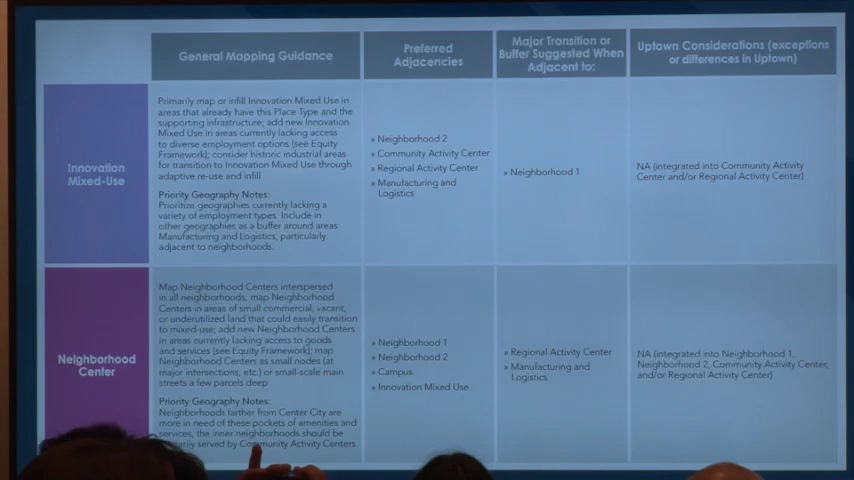 General Mapping Guidance
Preferred
Adjacencies
Major Transition or
Buffer Suggested When
Adjacent to:
Uptown Considerations (exceptions
or differences in Uptown)
Innovation
Mixed-Use
Primarily map or infill Innovation Mixed Use in
areas that already have this Place Type and the
supporting infrastructure; add new Innovation
Mixed Use in areas currently lacking access
to diverse employment options (see Equity
Framework); consider historic industrial areas
for transition to Innovation Mixed Use through
adaptive re-use and infill
Priority Geography Notes:
Prioritize geographies currently lacking a
variety of employment types. Include in
other geographies as a buffer around areas
Manufacturing and Logistics, particularly
adjacent to neighborhoods.
» Neighborhood 2
» Community Activity Center
» Regional Activity Center
» Manufacturing and
Logistics
» Neighborhood 1
NA (integrated into Community Activity
Center and/or Regional Activity Center)
Neighborhood
Center
Map Neighborhood Centers interspersed
in all neighborhoods; map Neighborhood
Centers in areas of small commercial, vacant,
or underutilized land that could easily transition
to mixed-use; add new Neighborhood Centers
in areas currently lacking access to goods
and services (see Equity Framework); map
Neighborhood Centers as small nodes (at
major intersections, etc.) or small-scale main
streets a few parcels deep
Priority Geography Notes:
Neighborhoods farther from Center City are
more in need of these pockets of amenities and
services, the inner neighborhoods should be
served by Community Activity Centers.
» Neighborhood 1
» Neighborhood 2
» Campus
» Innovation Mixed Use
» Regional Activity Center
» Manufacturing and
Logistics
NA (integrated into Neighborhood 1,
Neighborhood 2, Community Activity Center,
and/or Regional Activity Center)